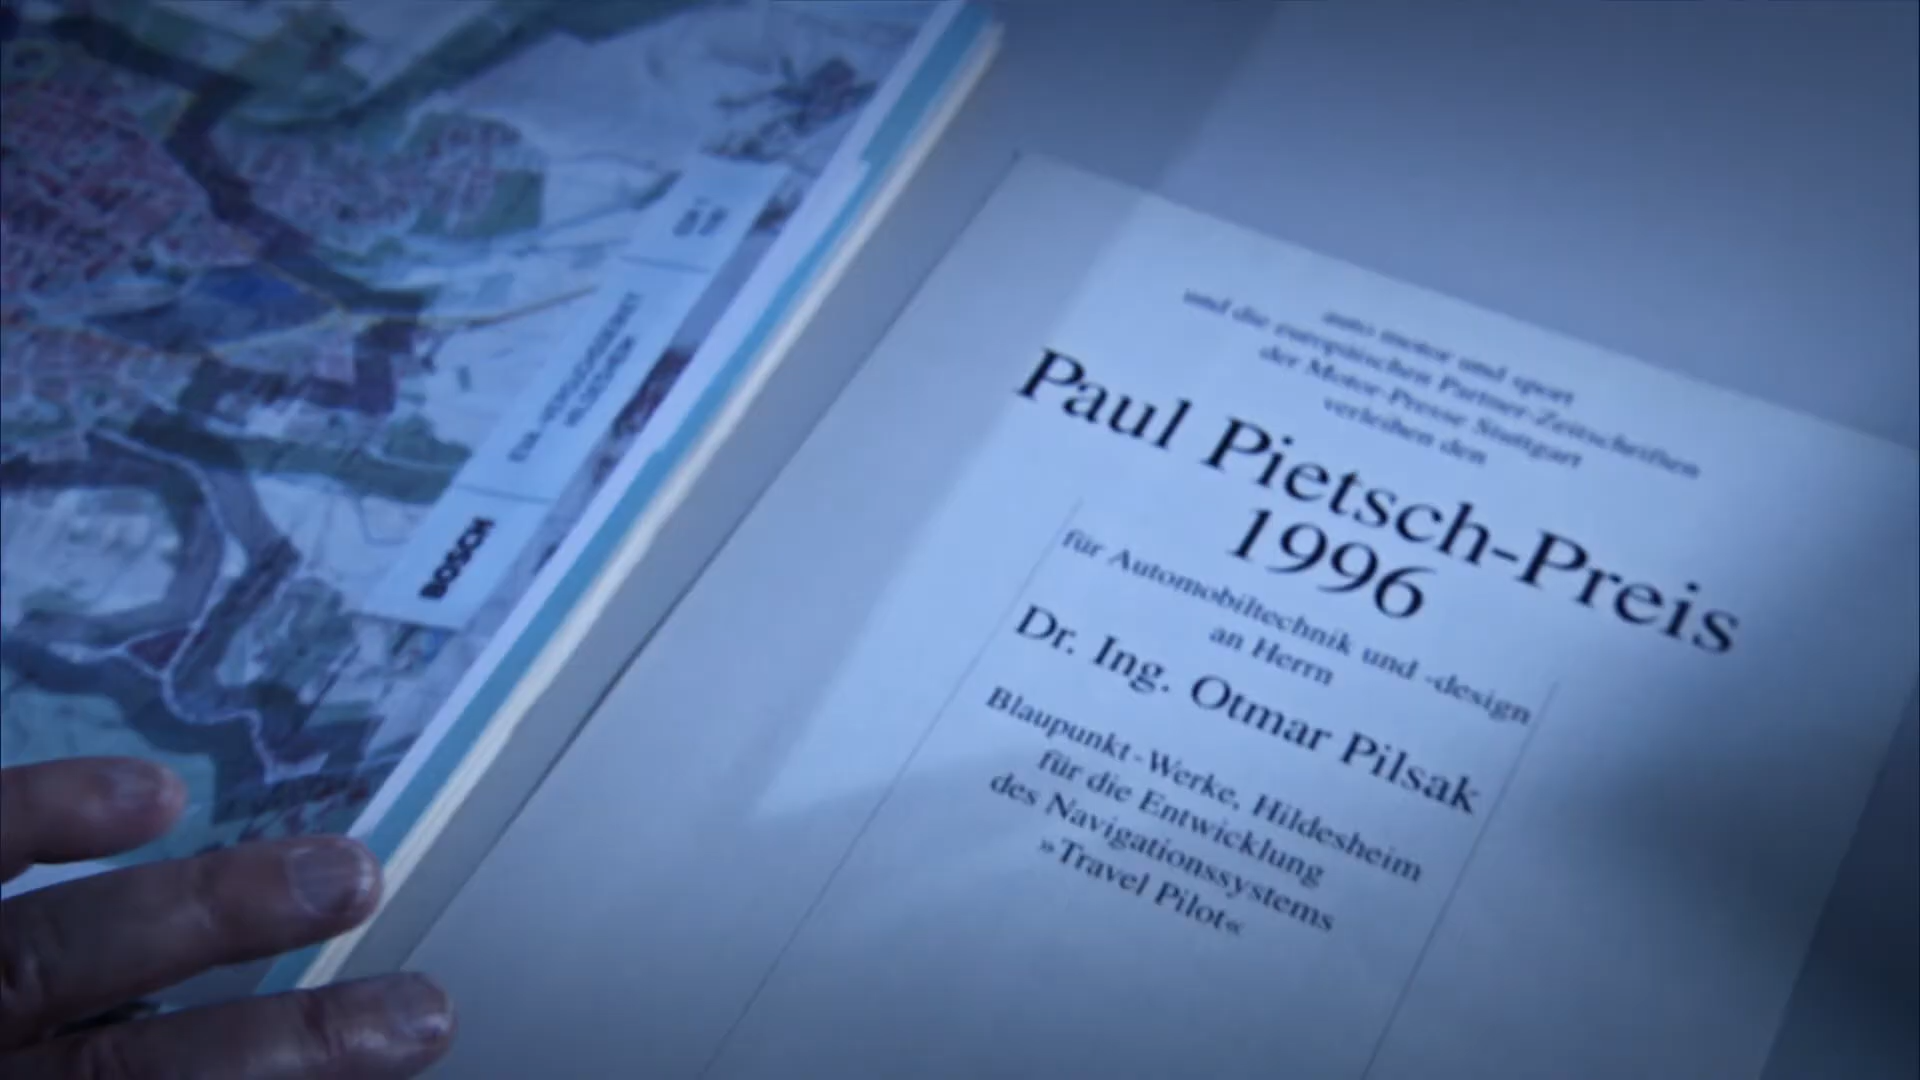 BOSCH
auto motor und sport
und die europäischen Partner-Zeitschriften
der Motor-Presse Stuttgart
verleihen den
Paul Pietsch-Preis
1996
für Automobiltechnik und -design
an Herrn
Dr. Ing. Otmar Pilsak
Blaupunkt-Werke, Hildesheim
für die Entwicklung
des Navigationssystems
»Travel Pilot«